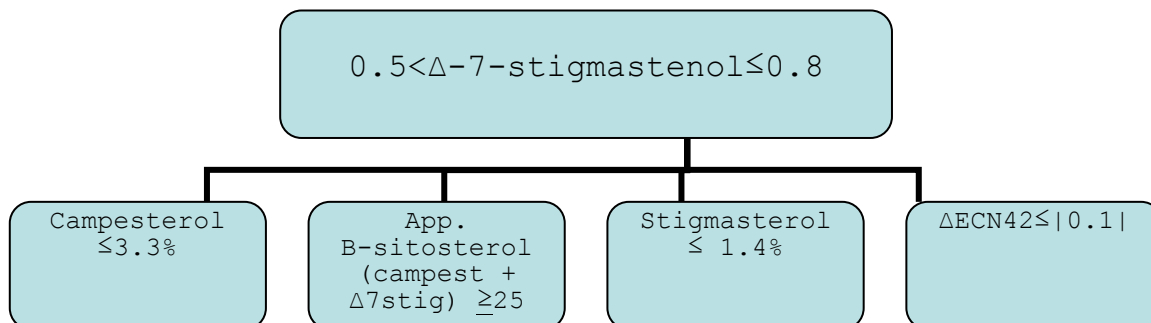 0.5<Δ-7-stigmastenol≤0.8
Campesterol
≤3.3%
App.
B-sitosterol
(campest +
Δ7stig) ≥25
Stigmasterol
≤ 1.4%
ΔECN42≤|0.1|